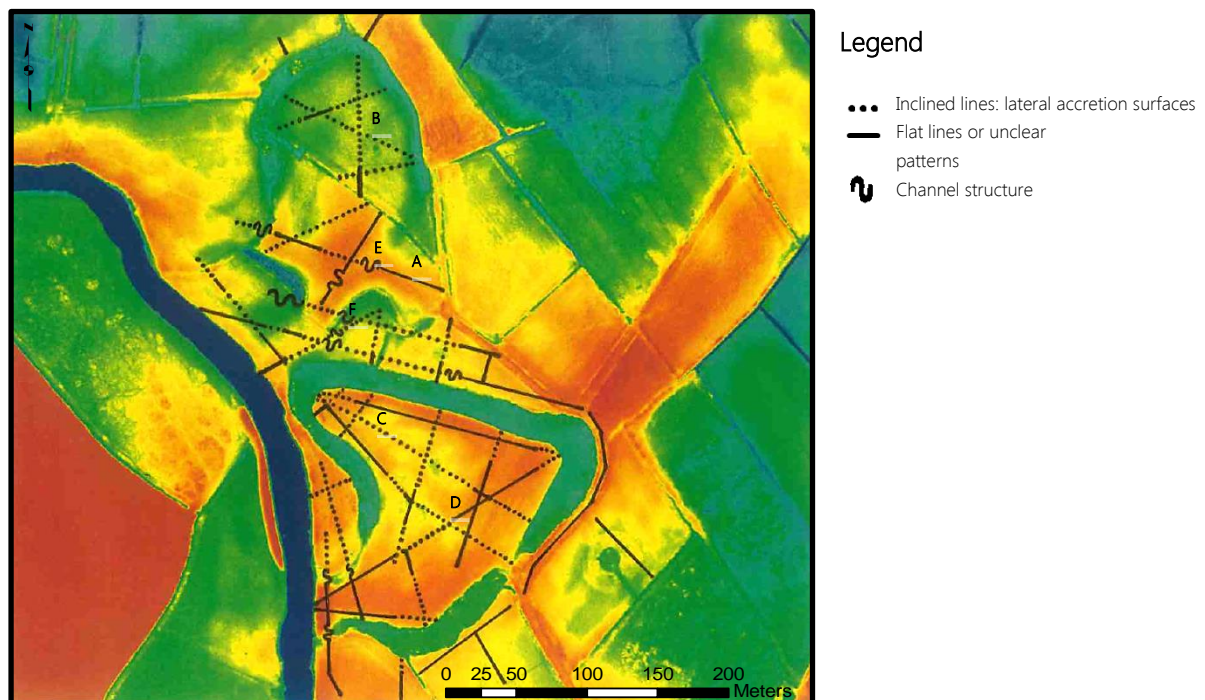 Legend
Inclined lines: lateral accretion surfaces
Flat lines or unclear
patterns
Channel structure
B
E
A
F
C
D
0 25 50 100 150 200
Meters